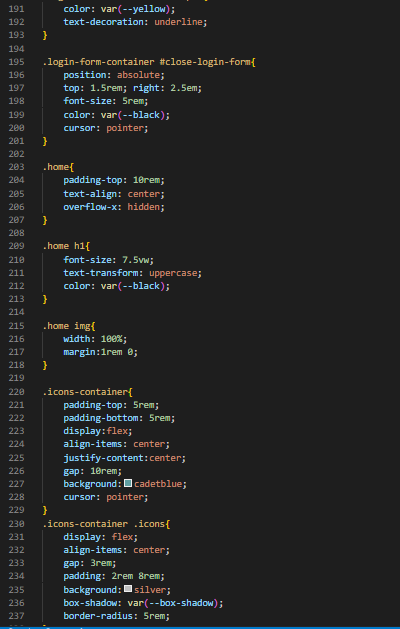 191 color: var(--yellow);
192 text-decoration: underline;
193 }
194
195 .login-form-container #close-login-form{
196 position: absolute;
197 top: 1.5rem; right: 2.5em;
198 font-size: 5rem;
199 color: var(--black);
200 cursor: pointer;
201 }
202
203 .home{
204 padding-top: 10rem;
205 text-align: center;
206 overflow-x: hidden;
207 }
208
209 .home h1{
210 font-size: 7.5vw;
211 text-transform: uppercase;
212 color: var(--black);
213 }
214
215 .home img{
216 width: 100%;
217 margin:1rem 0;
218 }
219
220 .icons-container{
221 padding-top: 5rem;
222 padding-bottom: 5rem;
223 display:flex;
224 align-items: center;
225 justify-content:center;
226 gap: 10rem;
227 background: cadetblue;
228 cursor: pointer;
229 }
230 .icons-container .icons{
231 display: flex;
232 align-items: center;
233 gap: 3rem;
234 padding: 2rem 8rem;
235 background: silver;
236 box-shadow: var(--box-shadow);
237 border-radius: 5rem;